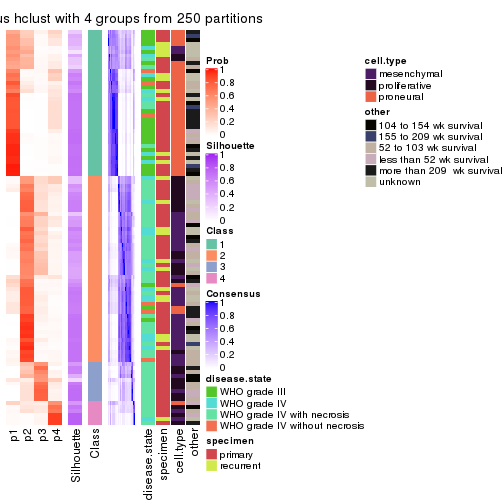 us hclust with 4 groups from 250 partitions
Prob
1
0.8
0.6
0.4
0.2
0
Silhouette
1
0.8
0.6
0.4
0.2
0
Class
1
2
3
4
Consensus
1
0.8
0.6
0.4
0.2
0
disease.state
WHO grade III
WHO grade IV
WHO grade IV with necrosis
WHO grade IV without necrosis
specimen
primary
recurrent
cell.type
mesenchymal
proliferative
proneural
other
104 to 154 wk survival
155 to 209 wk survival
52 to 103 wk survival
less than 52 wk survival
more than 209 wk survival
unknown
p1
p2
p3
p4
Silhouette
Class
disease.state
specimen
cell.type
other